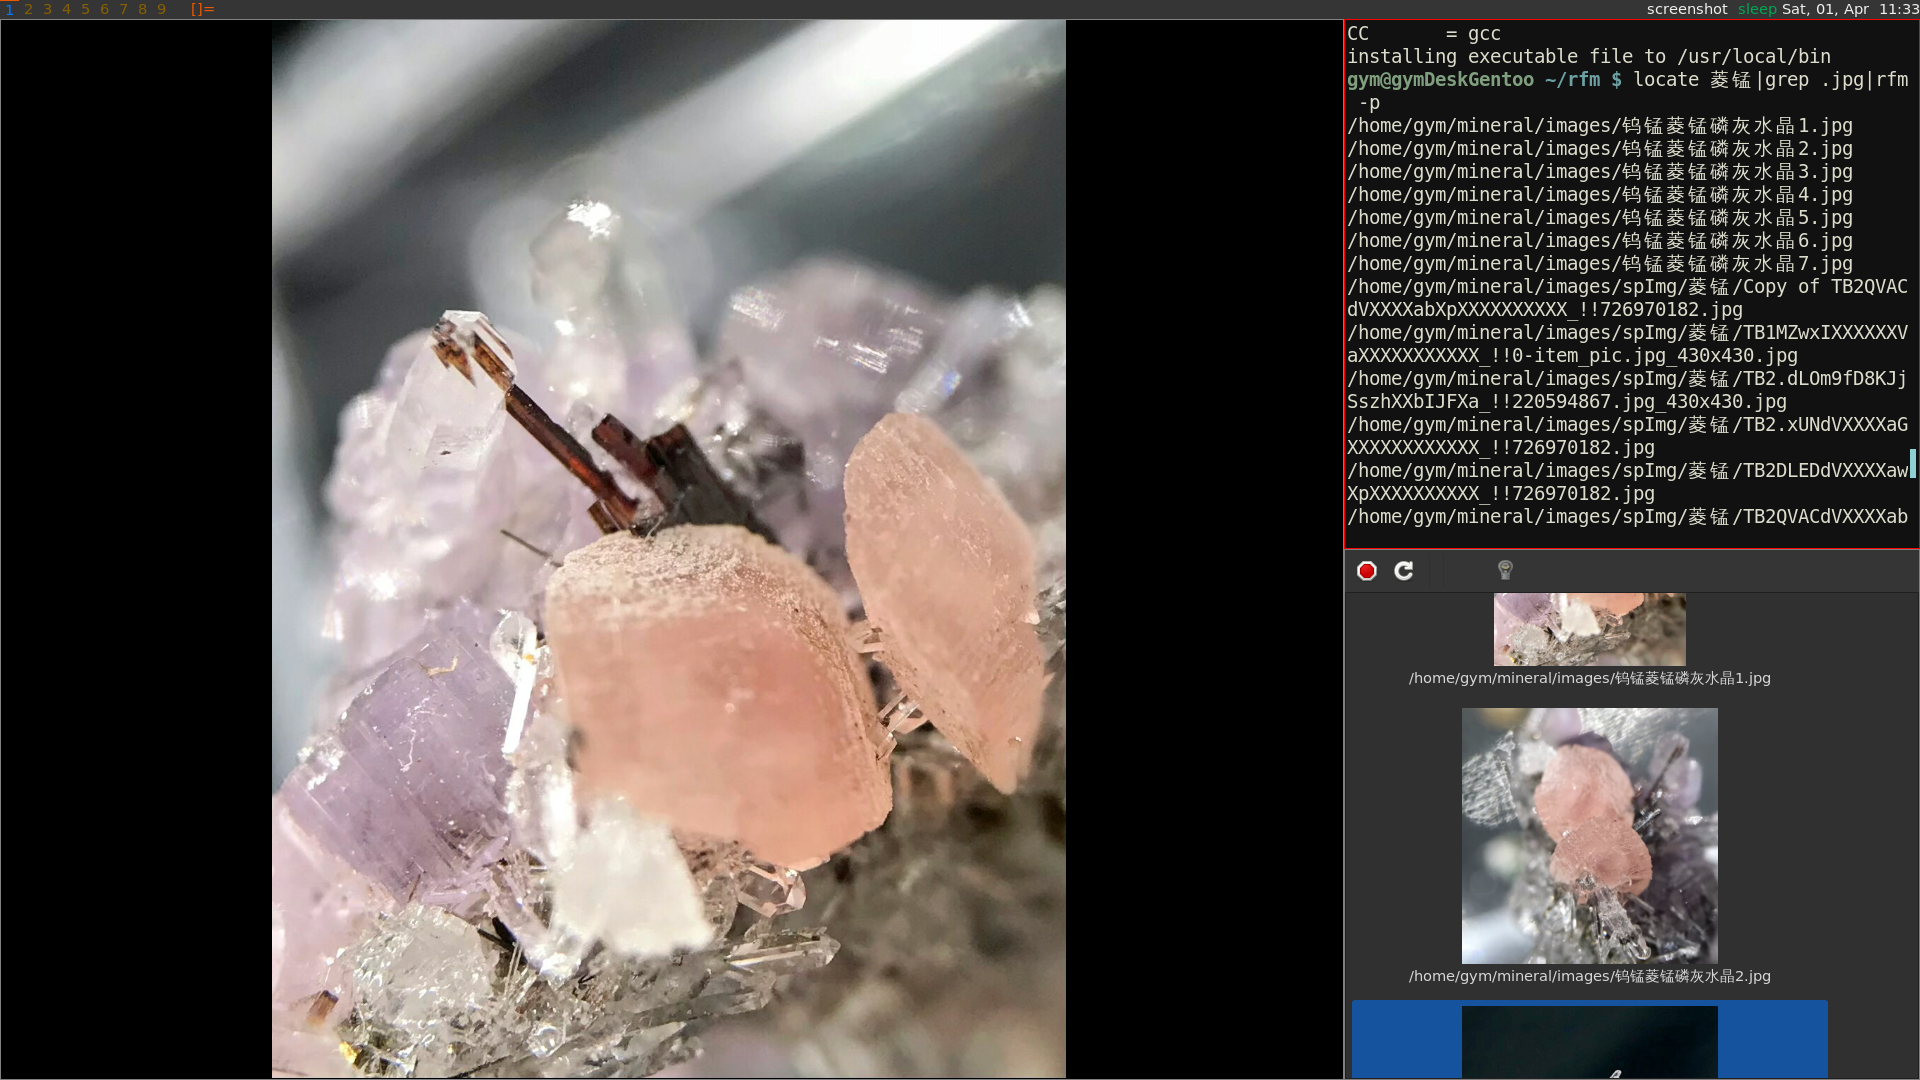 1 2 3 4 5 6 7 8 9 []=
screenshot sleep Sat, 01, Apr 11:33
CC = gcc
installing executable file to /usr/local/bin
gym@gymDeskGentoo ~/rfm $ locate 菱锰|grep .jpg|rfm
-p
/home/gym/mineral/images/钨锰菱锰磷灰水晶1.jpg
/home/gym/mineral/images/钨锰菱锰磷灰水晶2.jpg
/home/gym/mineral/images/钨锰菱锰磷灰水晶3.jpg
/home/gym/mineral/images/钨锰菱锰磷灰水晶4.jpg
/home/gym/mineral/images/钨锰菱锰磷灰水晶5.jpg
/home/gym/mineral/images/钨锰菱锰磷灰水晶6.jpg
/home/gym/mineral/images/钨锰菱锰磷灰水晶7.jpg
/home/gym/mineral/images/spImg/菱锰/Copy of TB2QVAC
dVXXXXabXpXXXXXXXXXX_!!726970182.jpg
/home/gym/mineral/images/spImg/菱锰/TB1MZwxIXXXXXXV
aXXXXXXXXXXX_!!0-item_pic.jpg_430x430.jpg
/home/gym/mineral/images/spImg/菱锰/TB2.dLOm9fD8KJj
SszhXXbIJFXa_!!220594867.jpg_430x430.jpg
/home/gym/mineral/images/spImg/菱锰/TB2.xUNdVXXXXaG
XXXXXXXXXXXX_!!726970182.jpg
/home/gym/mineral/images/spImg/菱锰/TB2DLEDdVXXXXaw
XpXXXXXXXXXX_!!726970182.jpg
/home/gym/mineral/images/spImg/菱锰/TB2QVACdVXXXXab
/home/gym/mineral/images/钨锰菱锰磷灰水晶1.jpg
/home/gym/mineral/images/钨锰菱锰磷灰水晶2.jpg